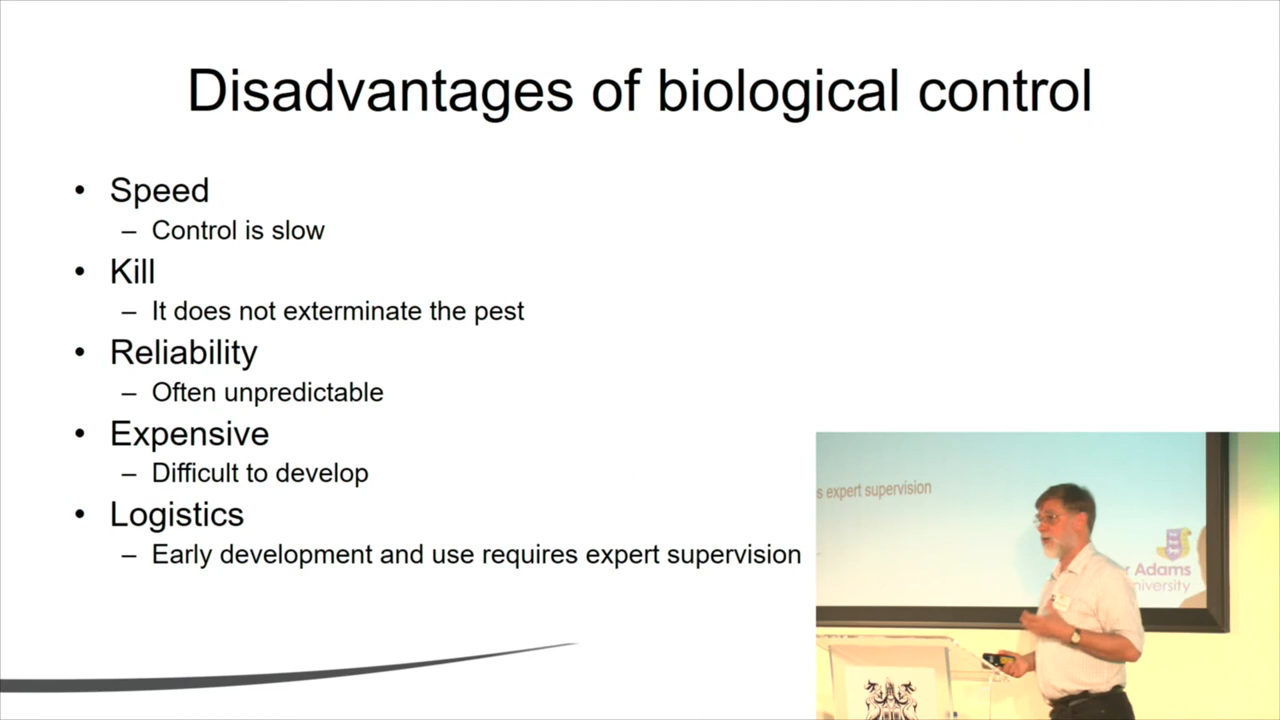 Disadvantages of biological control
• Speed
– Control is slow
• Kill
– It does not exterminate the pest
• Reliability
– Often unpredictable
• Expensive
– Difficult to develop
• Logistics
– Early development and use requires expert supervision
s expert supervision
Adams
niversity